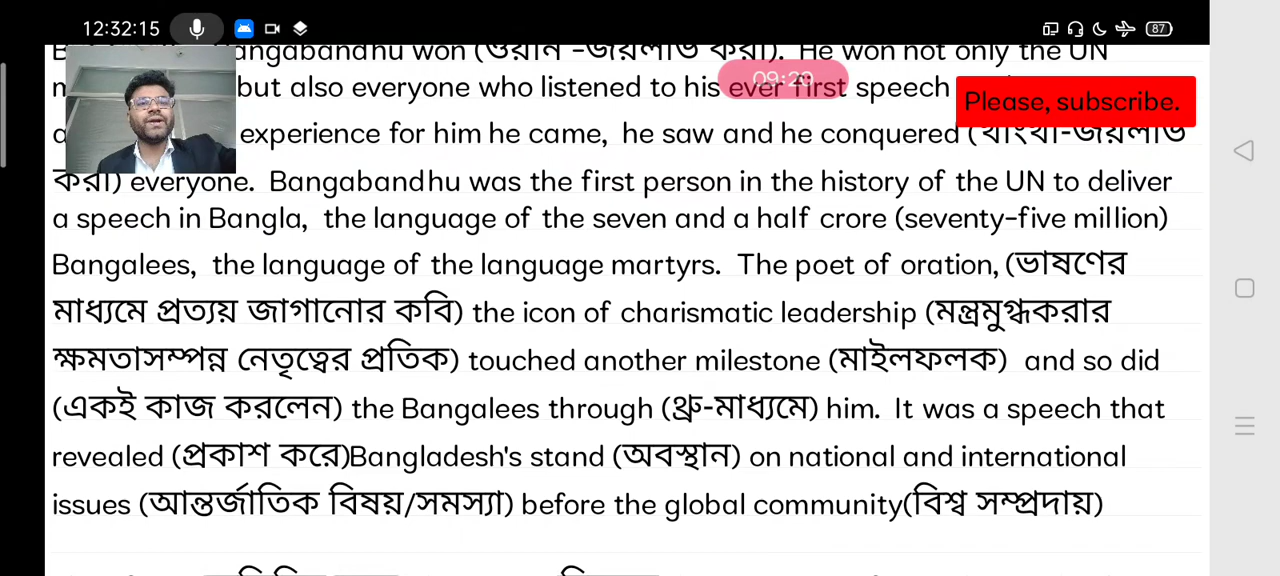 12:32:15 87
angabandhu won (ওয়ান -জয়লাভ করা). He won not only the UN
09:20
but also everyone who listened to his ever first speech
Please, subscribe.
experience for him he came, he saw and he conquered
করা) everyone. Bangabandhu was the first person in the history of the UN to deliver
a speech in Bangla, the language of the seven and a half crore (seventy-five million)
Bangalees, the language of the language martyrs. The poet of oration, (ভাষণের
মাধ্যমে প্রত্যয় জাগানোর কবি) the icon of charismatic leadership (মন্ত্রমুগ্ধকরার
ক্ষমতাসম্পন্ন নেতৃত্বের প্রতিক) touched another milestone (মাইলফলক) and so did
(একই কাজ করলেন) the Bangalees through (থ্রু-মাধ্যমে) him. It was a speech that
revealed (প্রকাশ করে)Bangladesh's stand (অবস্থান) on national and international
issues (আন্তর্জাতিক বিষয়/সমস্যা) before the global community(বিশ্ব সম্প্রদায়)